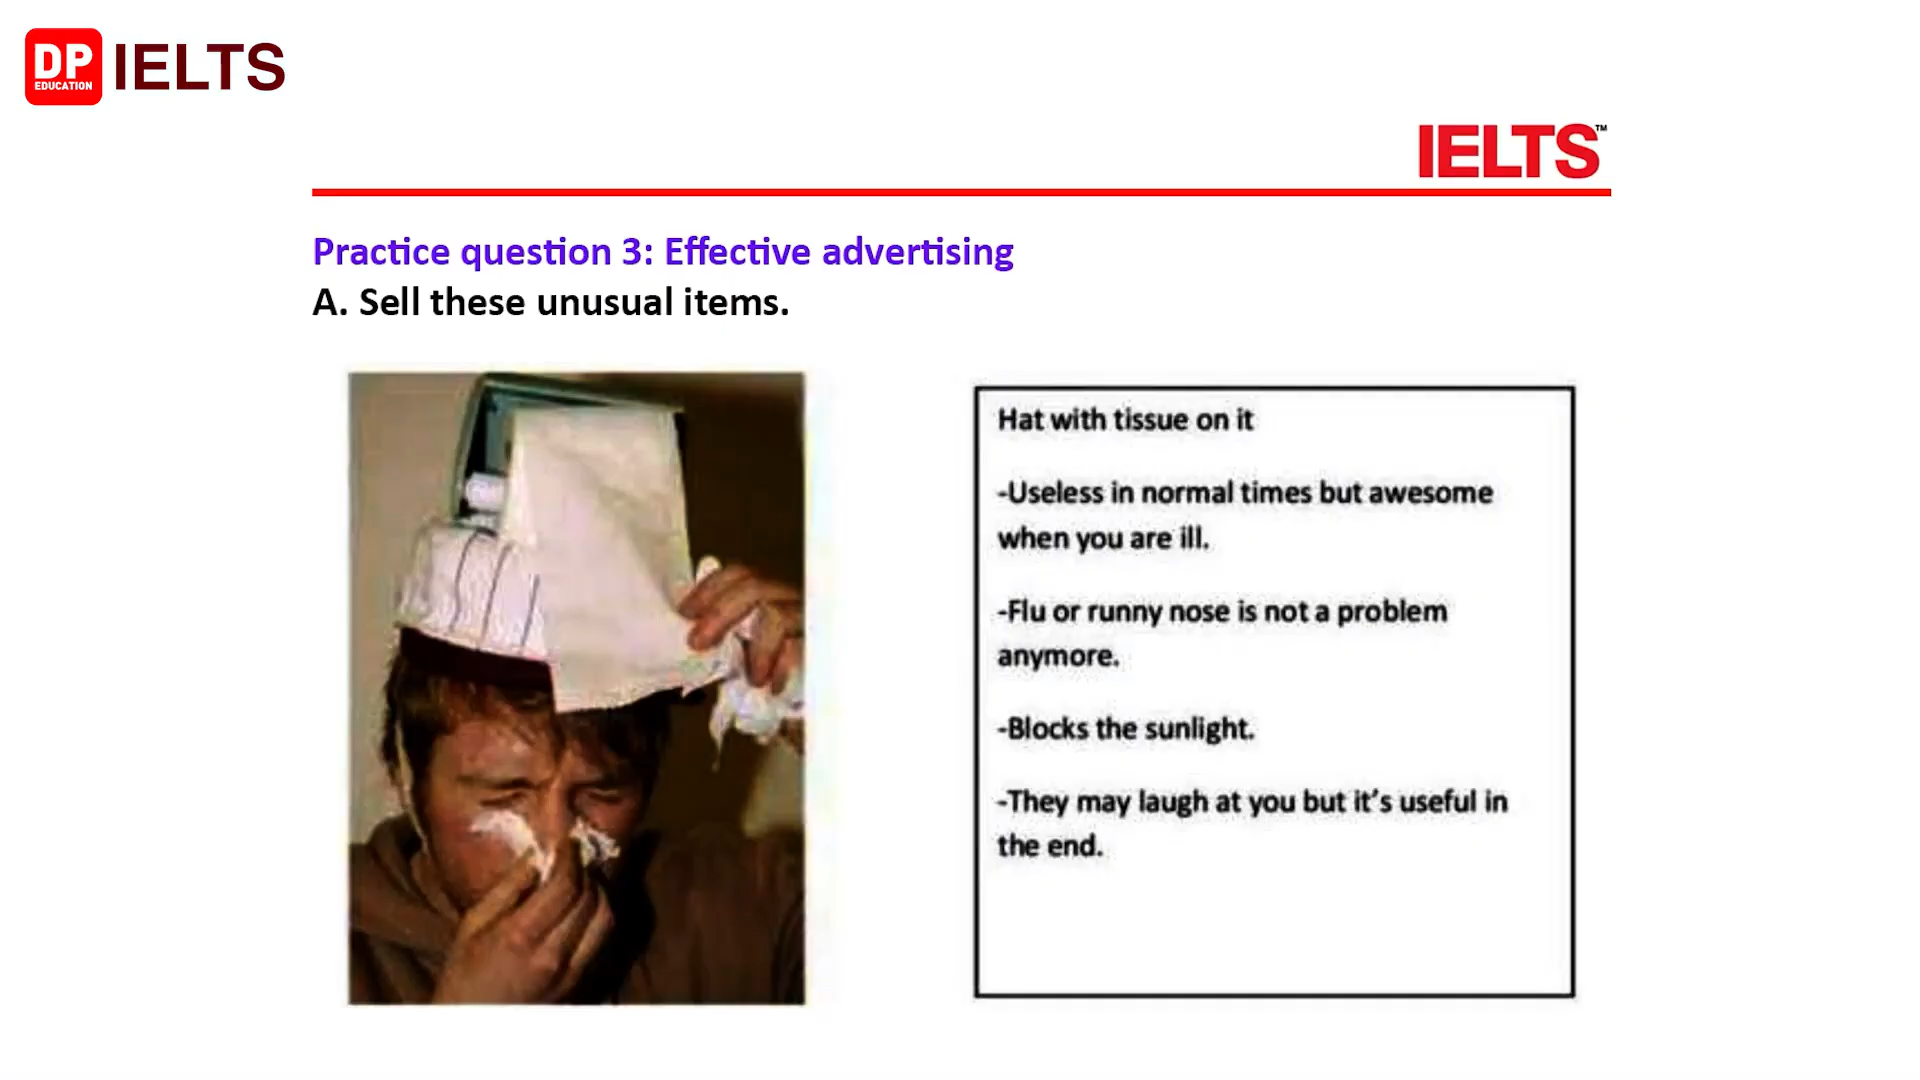 DP
EDUCATION
IELTS
IELTS™
Practice question 3: Effective advertising
A. Sell these unusual items.
Hat with tissue on it
-Useless in normal times but awesome
when you are ill.
-Flu or runny nose is not a problem
anymore.
-Blocks the sunlight.
-They may laugh at you but it's useful in
the end.